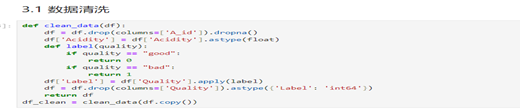 3.1 数据清洗
def clean_data(df):
    df = df.drop(columns=['A_id']).dropna()
    df['Acidity'] = df['Acidity'].astype(float)
    def label(quality):
        if quality == "good":
            return 0
        if quality == "bad":
            return 1
    df['Label'] = df['Quality'].apply(label)
    df = df.drop(columns=['Quality']).astype({'Label': 'int64'})
    return df
df_clean = clean_data(df.copy())